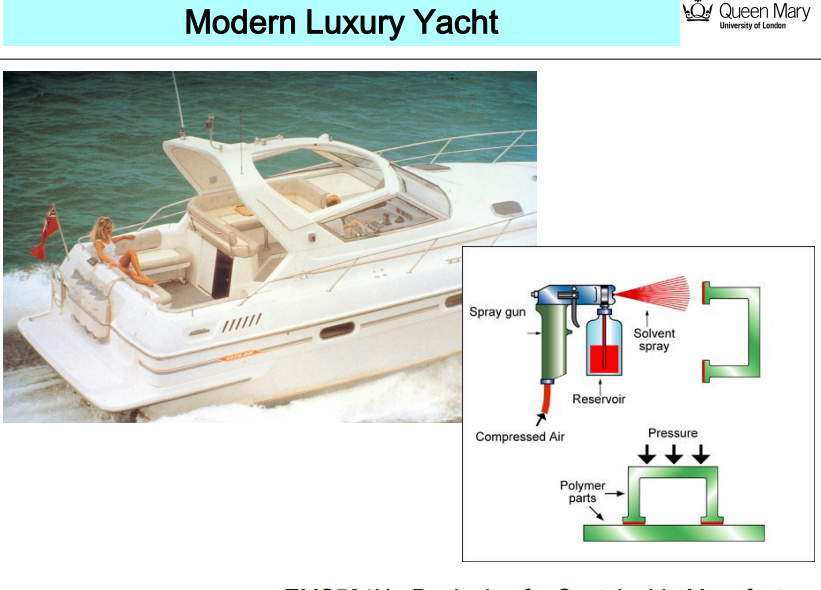 Modern Luxury Yacht
Queen Mary
University of London
Spray gun
Solvent
spray
Reservoir
Compressed Air
Pressure
Polymer
parts